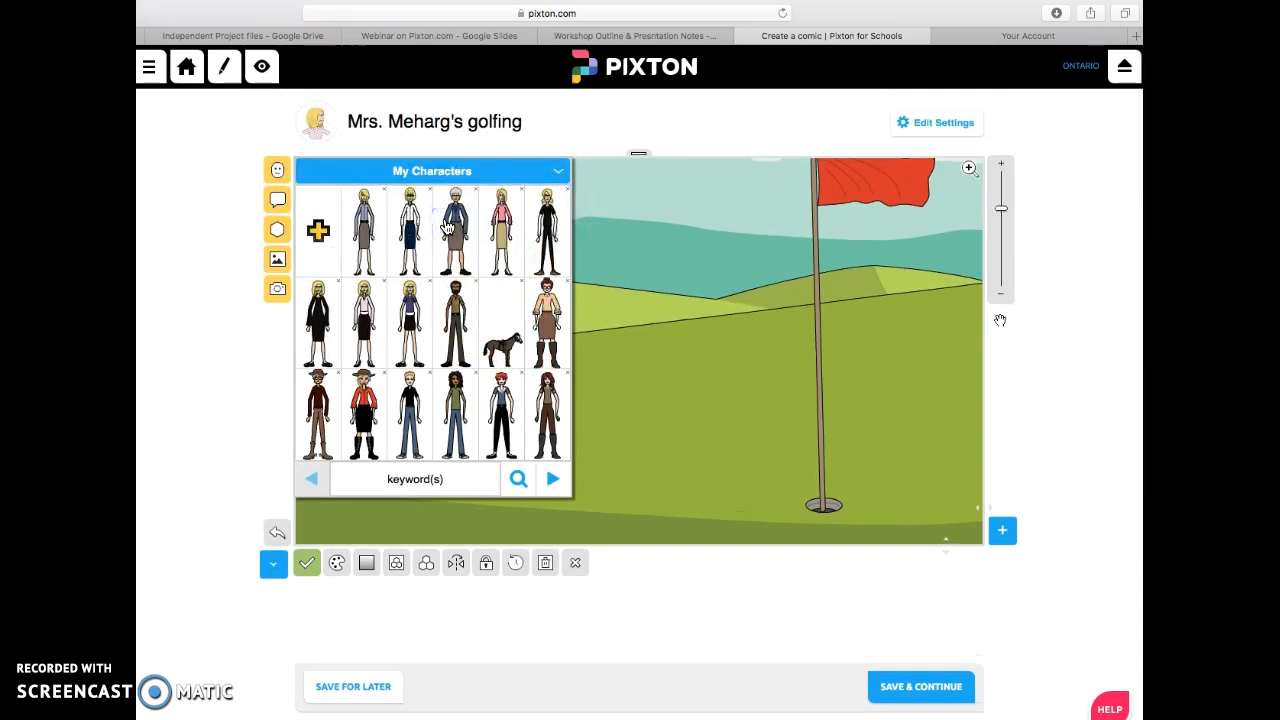 pixton.com
Independent Project files - Google Drive
Webinar on Pixton.com - Google Slides
Workshop Outline & Presentation Notes -...
Create a comic | Pixton for Schools
Your Account
PIXTON
ONTARIO
Mrs. Meharg's golfing
Edit Settings
My Characters
keyword(s)
SAVE FOR LATER
SAVE & CONTINUE
HELP
RECORDED WITH
SCREENCAST MATIC